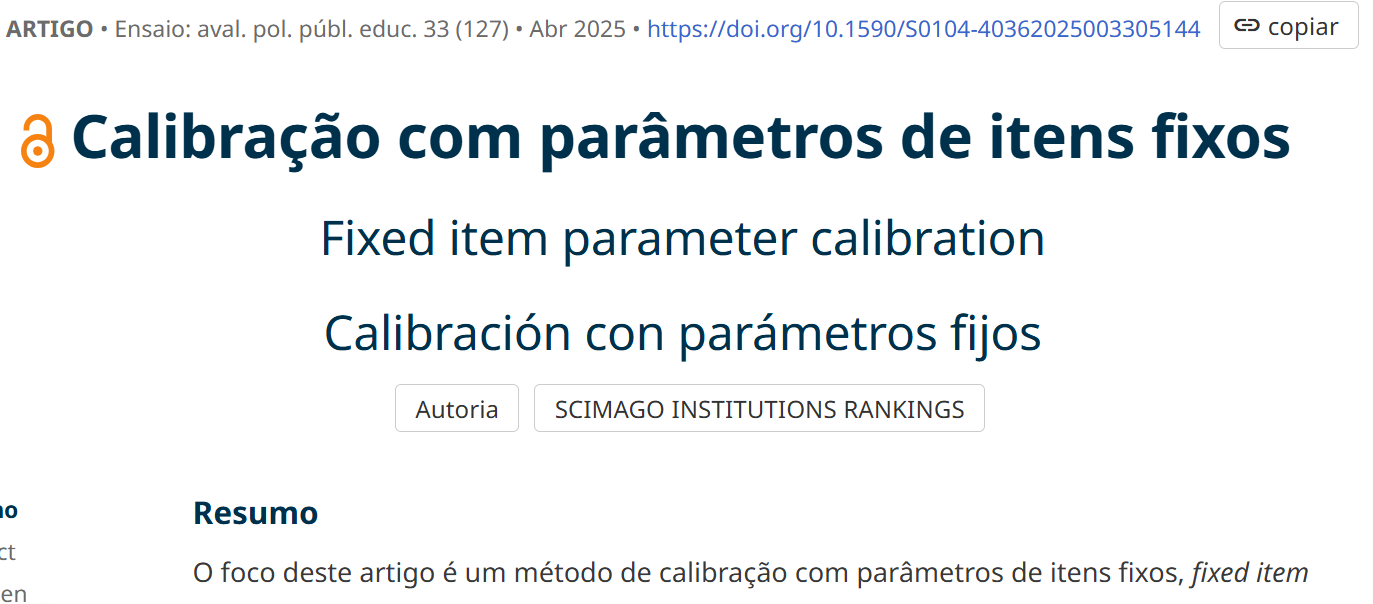 ARTIGO • Ensaio: aval. pol. públ. educ. 33 (127) • Abr 2025 • https://doi.org/10.1590/S0104-40362025003305144 copiar
Calibração com parâmetros de itens fixos
Fixed item parameter calibration
Calibración con parámetros fijos
Autoria SCIMAGO INSTITUTIONS RANKINGS
Resumo
O foco deste artigo é um método de calibração com parâmetros de itens fixos, fixed item